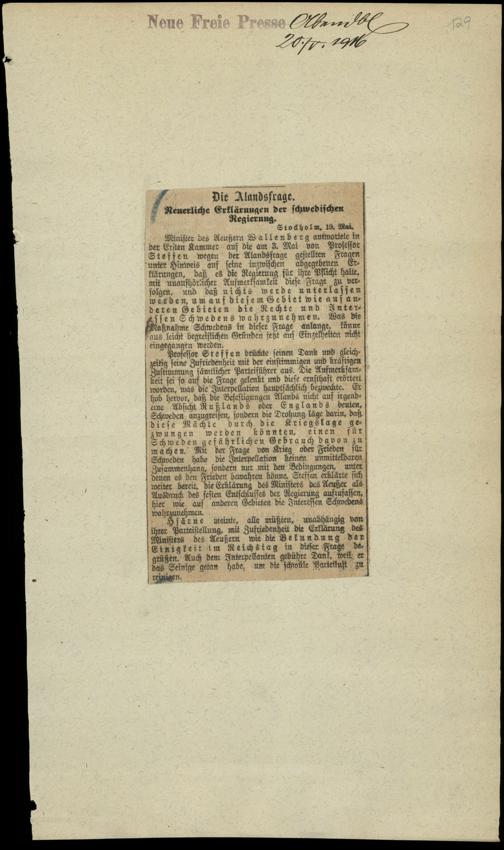 Neue Freie Presse Abendbl
129
20./V. 1916
Die Alandsfrage.
Neuerliche Erklärungen der schwedischen
Regierung.
Stockholm, 19. Mai.
Minister des Aeußern Wallenberg antwortete in
der Ersten Kammer auf die am 3. Mai von Professor
Steffen wegen der Alandsfrage gestellten Fragen
unter Hinweis auf seine inzwischen abgegebenen Er-
klärungen, daß es die Regierung für ihre Pflicht halte,
mit unaufhörlicher Aufmerksamkeit diese Frage zu ver-
folgen, und daß nichts werde unterlassen
werden, um auf diesem Gebiet wie auf an-
deren Gebieten die Rechte und Inter-
essen Schwedens wahrzunehmen. Was die
Maßnahme Schwedens in dieser Frage anlange, könne
aus leicht begreiflichen Gründen jetzt auf Einzelheiten nicht
eingegangen werden.
Professor Steffen drückte seinen Dank und gleich-
zeitig seine Zufriedenheit mit der einstimmigen und kräftigen
Zustimmung sämtlicher Parteiführer aus. Die Aufmerksam-
keit sei so auf die Frage gelenkt und diese ernsthaft erörtert
worden, was die Interpellation hauptsächlich bezweckte. Er
hob hervor, daß die Befestigungen Alands nicht auf irgend-
eine Absicht Rußlands oder Englands deuten,
Schweden anzugreifen, sondern die Drohung läge darin, daß
diese Mächte durch die Kriegslage ge-
zwungen werden könnten, einen für
Schweden gefährlichen Gebrauch davon zu
machen. Mit der Frage von Krieg oder Frieden für
Schweden habe die Interpellation keinen unmittelbaren
Zusammenhang, sondern nur mit den Bedingungen, unter
denen es den Frieden bewahren könne. Steffen erklärte sich
weiter bereit, die Erklärung des Ministers des Aeußer als
Ausdruck des festen Entschlusses der Regierung aufzufassen,
hier wie auf anderen Gebieten die Interessen Schwedens
wahrzunehmen.
Hjärne meinte, alle müßten, unabhängig von
ihrer Parteistellung, mit Zufriedenheit die Erklärung des
Ministers des Aeußern wie die Bekundung der
Einigkeit im Reichstag in dieser Frage be-
grüßen. Auch dem Interpellanten gebühre Dank, weil er
das Seinige getan habe, um die schwüle Parteiluft zu
reinigen.